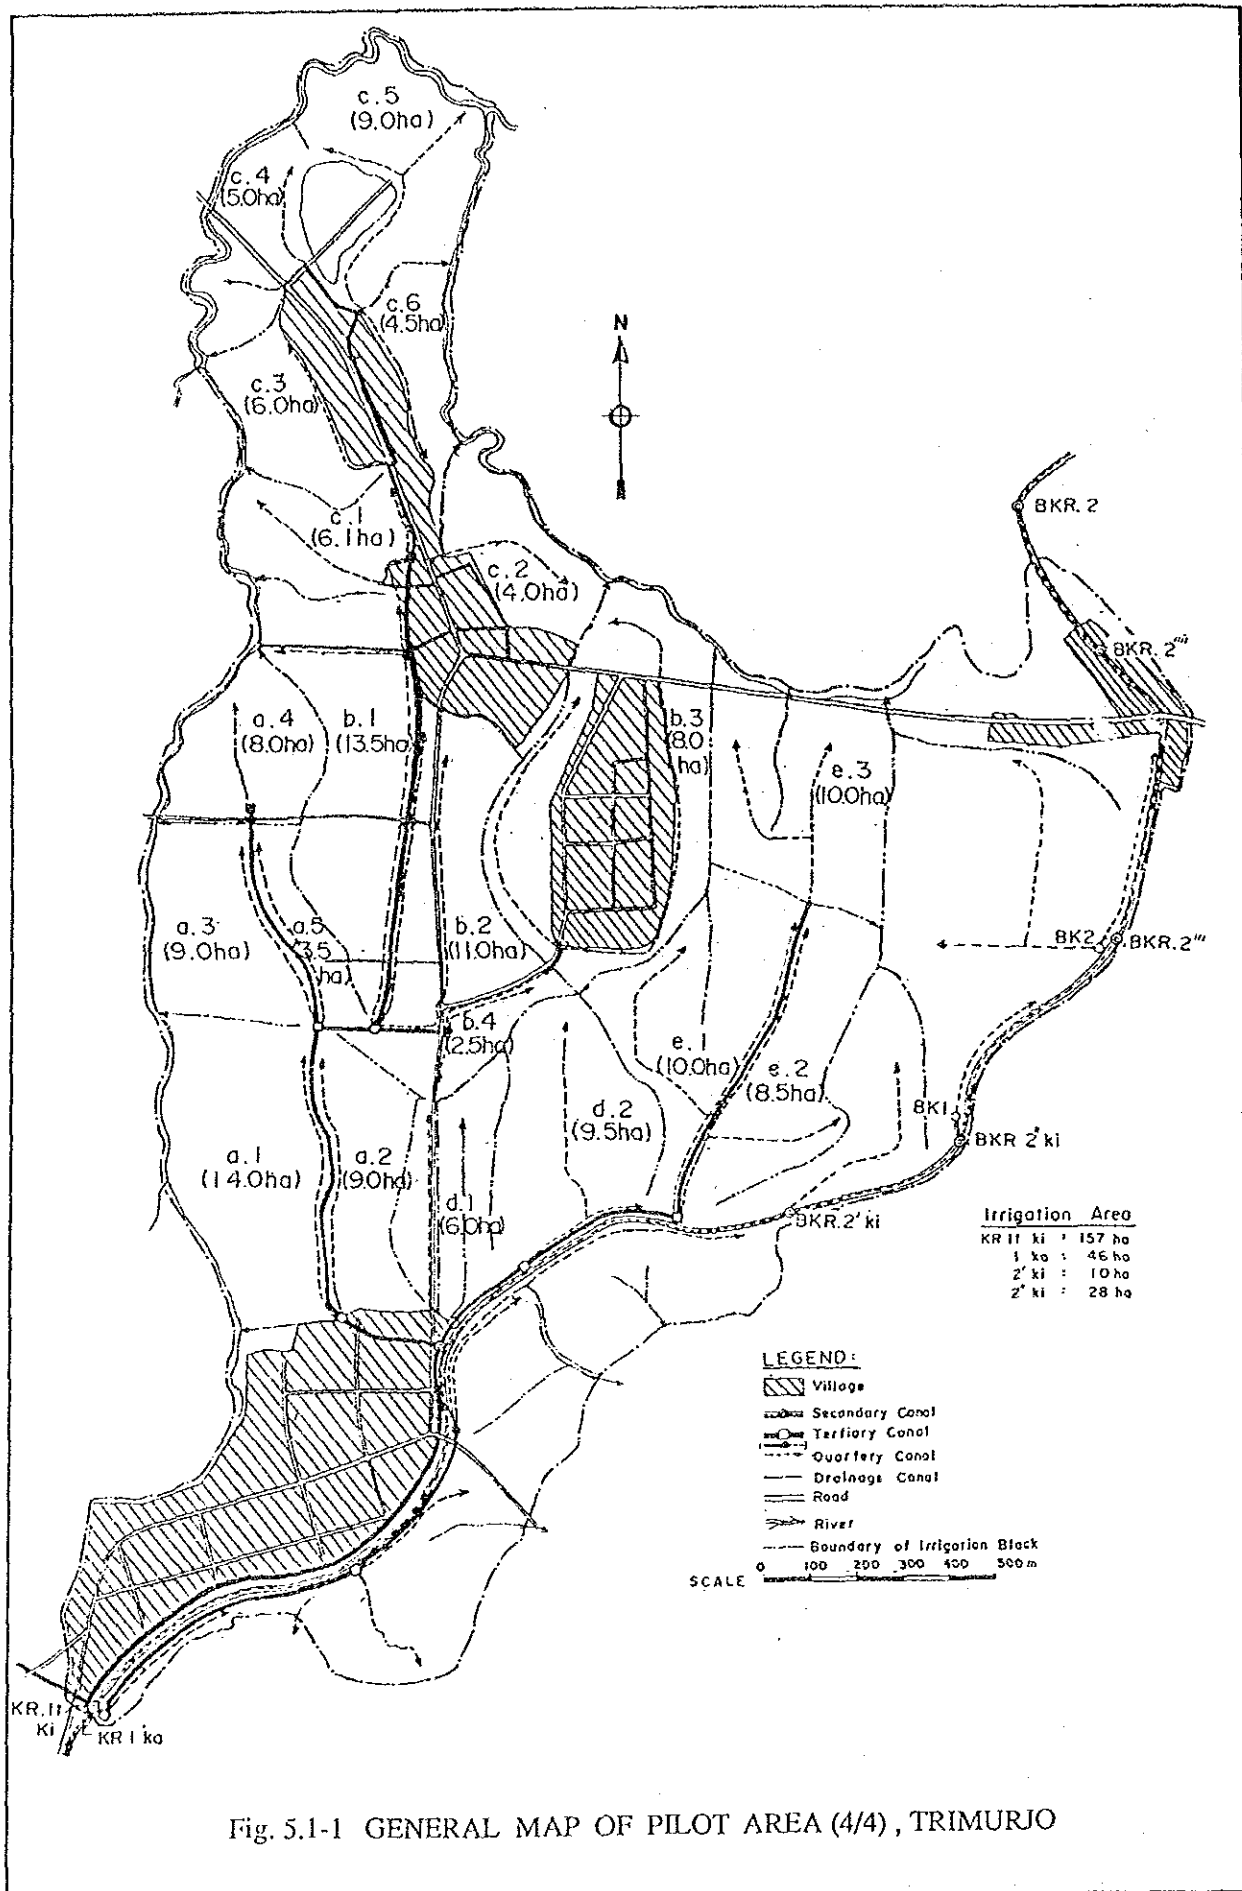 c.5
(9.0ha)
c.4
(5.0ha)
c.6
(4.5ha)
N
c.3
(6.0ha)
BKR. 2
c.1
(6.1ha)
c.2
(4.0ha)
BKR. 2""
a.4
(8.0ha)
b.1
(13.5ha)
b.3
(8.0
ha)
e.3
(10.0ha)
a.3
(9.0ha)
a.5
(3.5
ha)
b.2
(11.0ha)
BK2
BKR. 2'''
b.4
(2.5ha)
e.1
(10.0ha)
e.2
(8.5ha)
d.2
(9.5ha)
BK1
BKR 2" ki
a.1
(14.0ha)
a.2
(9.0ha)
d.1
(6.0ha)
BKR. 2' ki
Irrigation Area
KR 1t ki : 157 ha
1 ka : 46 ha
2' ki : 10 ha
2" ki : 28 ha
LEGEND:
Village
Secondary Canal
Tertiary Canal
Quartery Canal
Drainage Canal
Road
River
Boundary of Irrigation Block
SCALE 0 100 200 300 400 500 m
KR. 1t
Ki
KR 1'ka
Fig. 5.1-1 GENERAL MAP OF PILOT AREA (4/4) , TRIMURJO